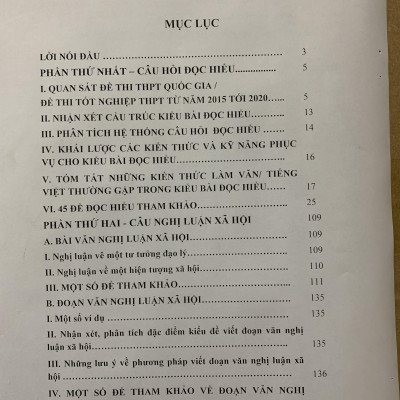 MỤC LỤC
LỜI NÓI ĐẦU ........................................ 3
PHẦN THỨ NHẤT – CÂU HỎI ĐỌC HIỂU................ 5
I. QUAN SÁT ĐỀ THI THPT QUỐC GIA /
ĐỀ THI TỐT NGHIỆP THPT TỪ NĂM 2015 TỚI 2020...... 5
II. NHẬN XÉT CẤU TRÚC KIỂU BÀI ĐỌC HIỂU........... 13
III. PHÂN TÍCH HỆ THỐNG CÂU HỎI ĐỌC HIỂU ....... 14
IV. KHÁI LƯỢC CÁC KIẾN THỨC VÀ KỸ NĂNG PHỤC
VỤ CHO KIỂU BÀI ĐỌC HIỂU........................... 16
V. TÓM TẮT NHỮNG KIẾN THỨC LÀM VĂN/ TIẾNG
VIỆT THƯỜNG GẶP TRONG KIỂU BÀI ĐỌC HIỂU...... 17
VI. 45 ĐỀ ĐỌC HIỂU THAM KHẢO........................ 25
PHẦN THỨ HAI - CÂU NGHỊ LUẬN XÃ HỘI 109
A. BÀI VĂN NGHỊ LUẬN XÃ HỘI........................ 109
I. Nghị luận về một tư tưởng đạo lý................... 109
II. Nghị luận về một hiện tượng xã hội................ 110
III. MỘT SỐ ĐỀ THAM KHẢO........................... 111
B. ĐOẠN VĂN NGHỊ LUẬN XÃ HỘI..................... 135
I. Một số ví dụ ....................................... 135
II. Nhận xét, phân tích đặc điểm kiểu đề viết đoạn văn nghị
luận xã hội........................................... 135
III. Những lưu ý về phương pháp viết đoạn văn nghị luận xã
hội ................................................. 136
IV. MỘT SỐ ĐỀ THAM KHẢO VỀ ĐOẠN VĂN NGHỊ